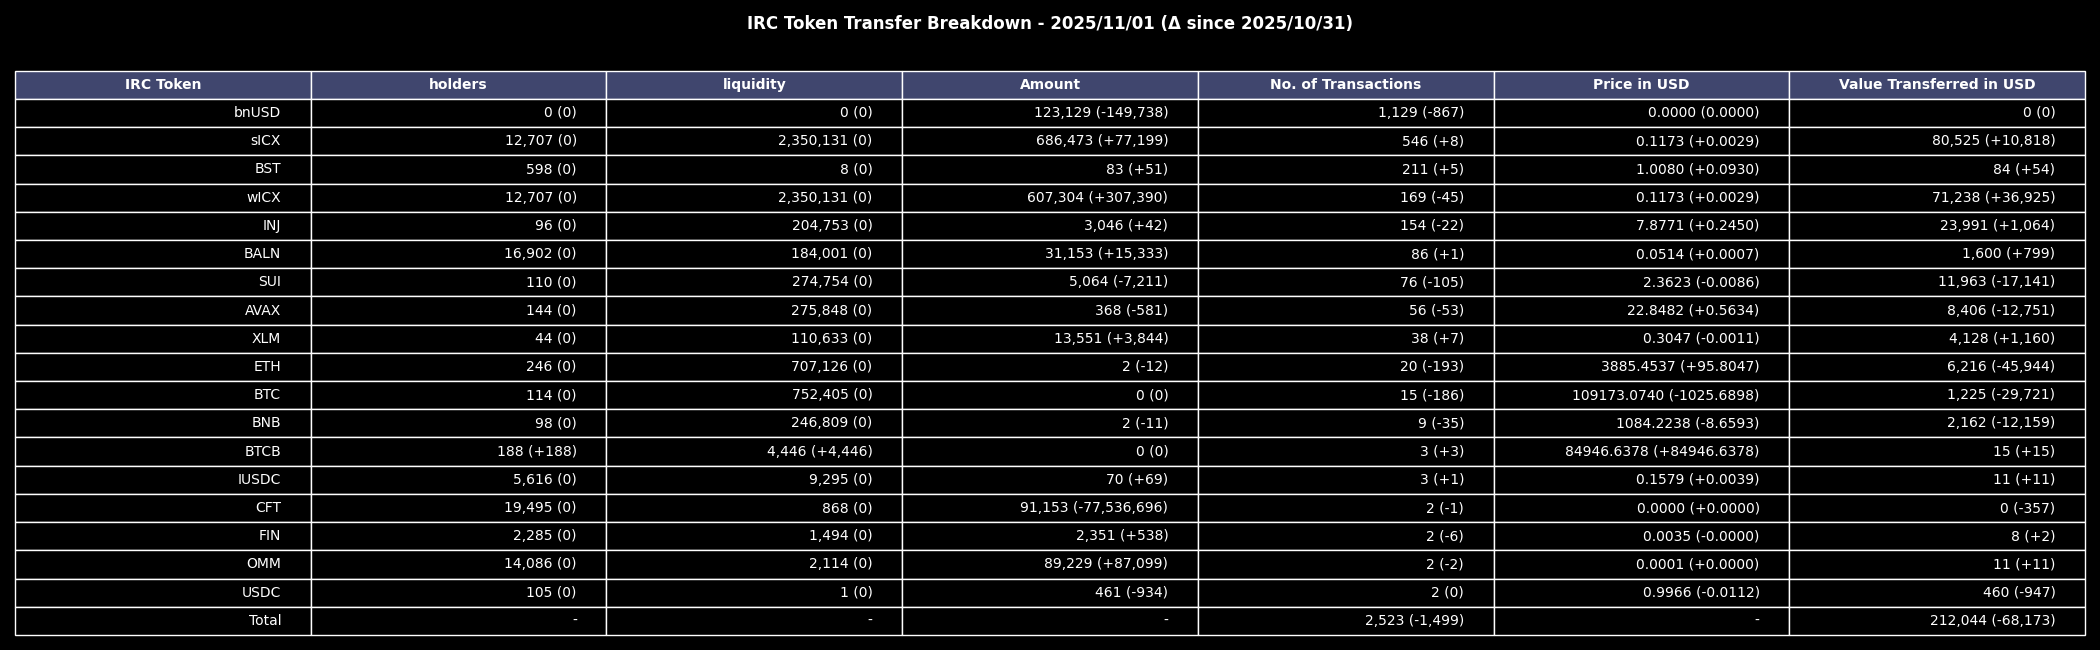 IRC Token Transfer Breakdown - 2025/11/01 (Δ since 2025/10/31)
IRC Token holders liquidity Amount No. of Transactions Price in USD Value Transferred in USD
bnUSD 0 (0) 0 (0) 123,129 (-149,738) 1,129 (-867) 0.0000 (0.0000) 0 (0)
sICX 12,707 (0) 2,350,131 (0) 686,473 (+77,199) 546 (+8) 0.1173 (+0.0029) 80,525 (+10,818)
BST 598 (0) 8 (0) 83 (+51) 211 (+5) 1.0080 (+0.0930) 84 (+54)
wICX 12,707 (0) 2,350,131 (0) 607,304 (+307,390) 169 (-45) 0.1173 (+0.0029) 71,238 (+36,925)
INJ 96 (0) 204,753 (0) 3,046 (+42) 154 (-22) 7.8771 (+0.2450) 23,991 (+1,064)
BALN 16,902 (0) 184,001 (0) 31,153 (+15,333) 86 (+1) 0.0514 (+0.0007) 1,600 (+799)
SUI 110 (0) 274,754 (0) 5,064 (-7,211) 76 (-105) 2.3623 (-0.0086) 11,963 (-17,141)
AVAX 144 (0) 275,848 (0) 368 (-581) 56 (-53) 22.8482 (+0.5634) 8,406 (-12,751)
XLM 44 (0) 110,633 (0) 13,551 (+3,844) 38 (+7) 0.3047 (-0.0011) 4,128 (+1,160)
ETH 246 (0) 707,126 (0) 2 (-12) 20 (-193) 3885.4537 (+95.8047) 6,216 (-45,944)
BTC 114 (0) 752,405 (0) 0 (0) 15 (-186) 109173.0740 (-1025.6898) 1,225 (-29,721)
BNB 98 (0) 246,809 (0) 2 (-11) 9 (-35) 1084.2238 (-8.6593) 2,162 (-12,159)
BTCB 188 (+188) 4,446 (+4,446) 0 (0) 3 (+3) 84946.6378 (+84946.6378) 15 (+15)
IUSDC 5,616 (0) 9,295 (0) 70 (+69) 3 (+1) 0.1579 (+0.0039) 11 (+11)
CFT 19,495 (0) 868 (0) 91,153 (-77,536,696) 2 (-1) 0.0000 (+0.0000) 0 (-357)
FIN 2,285 (0) 1,494 (0) 2,351 (+538) 2 (-6) 0.0035 (-0.0000) 8 (+2)
OMM 14,086 (0) 2,114 (0) 89,229 (+87,099) 2 (-2) 0.0001 (+0.0000) 11 (+11)
USDC 105 (0) 1 (0) 461 (-934) 2 (0) 0.9966 (-0.0112) 460 (-947)
Total - - - 2,523 (-1,499) - 212,044 (-68,173)